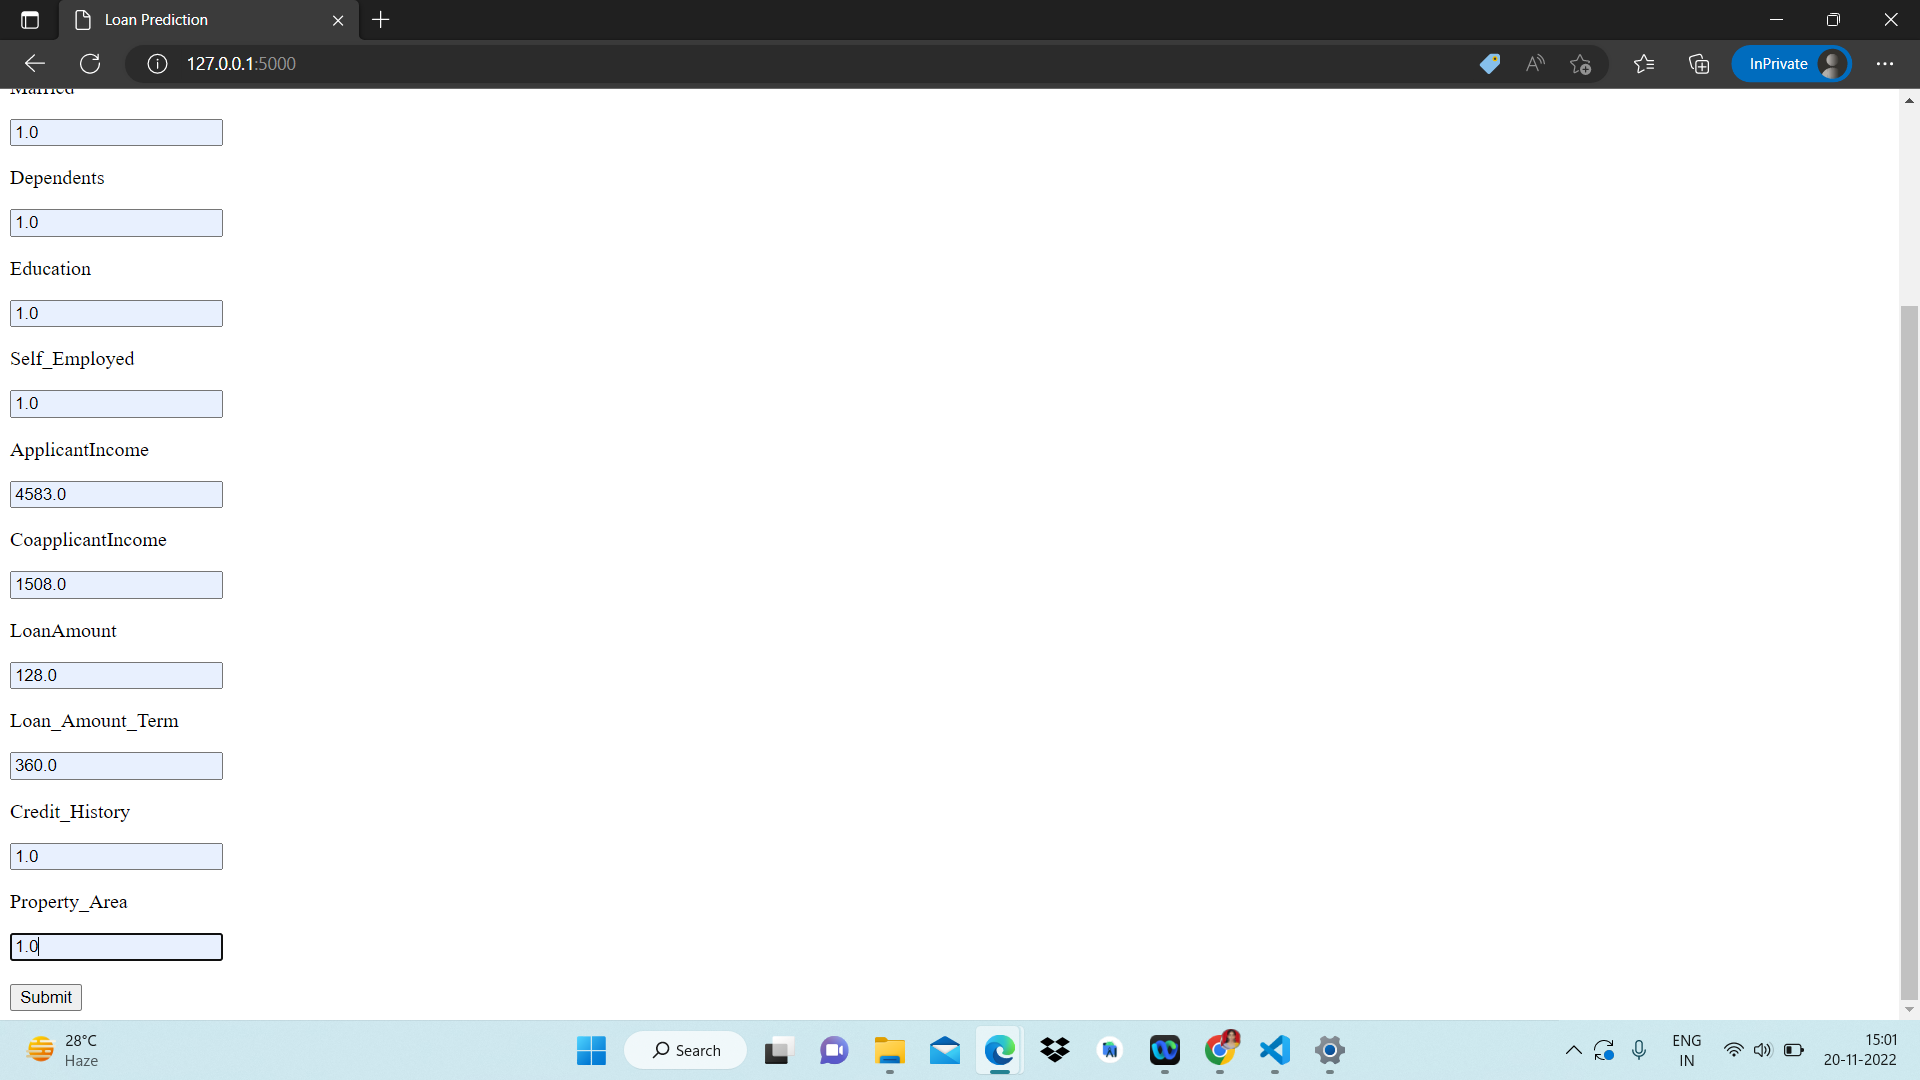 Loan Prediction
127.0.0.1:5000
InPrivate
Married
1.0
Dependents
1.0
Education
1.0
Self_Employed
1.0
ApplicantIncome
4583.0
CoapplicantIncome
1508.0
LoanAmount
128.0
Loan_Amount_Term
360.0
Credit_History
1.0
Property_Area
1.0
Submit
28°C
Haze
Search
ENG
IN
15:01
20-11-2022